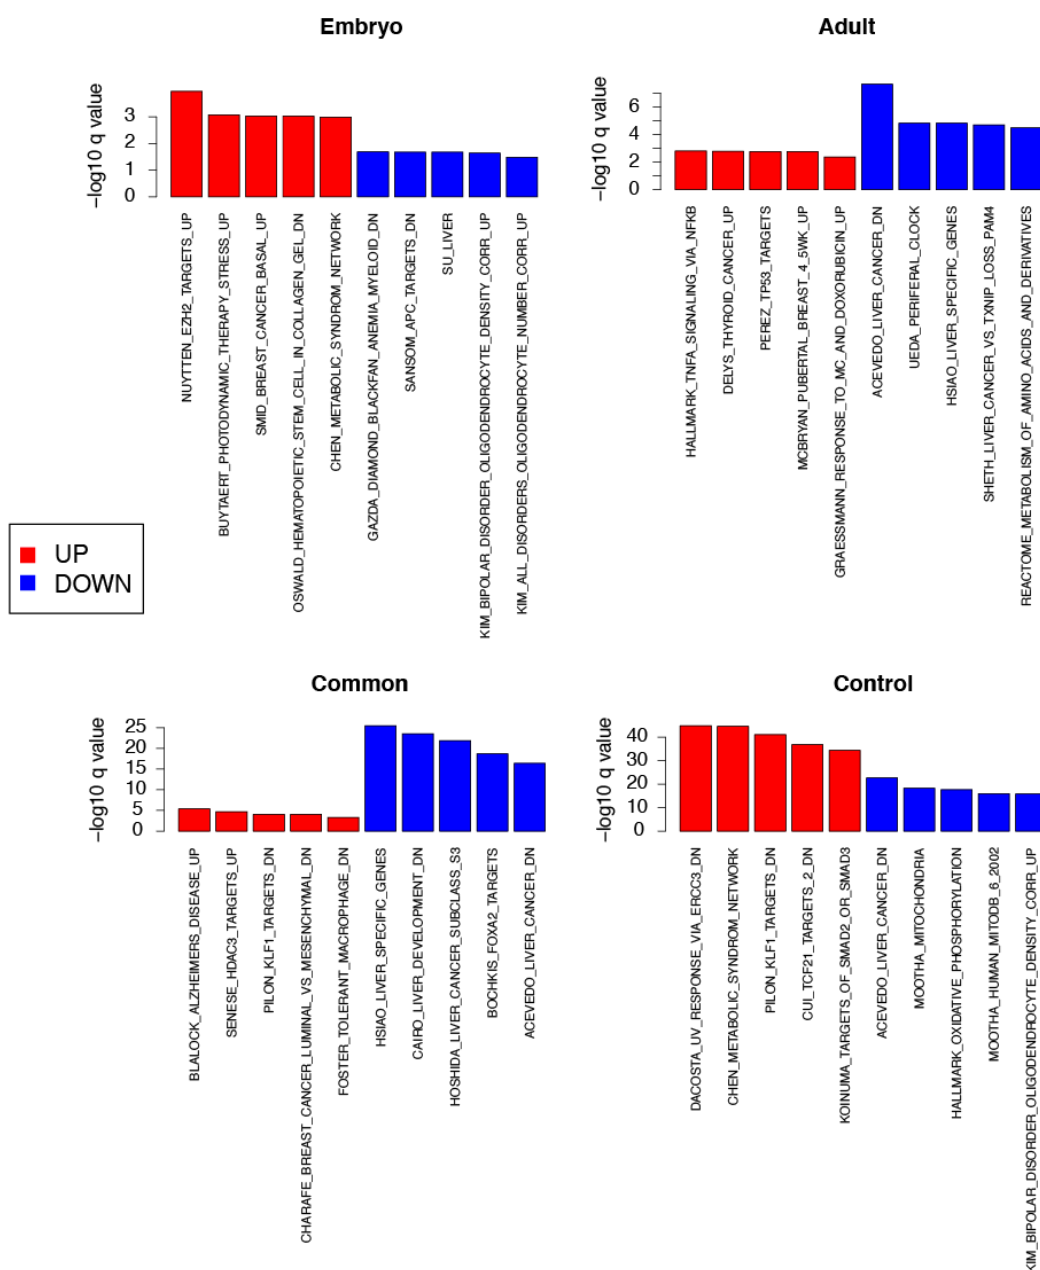 Embryo
−log10 q value
3
2
1
0
NUYTTEN_EZH2_TARGETS_UP
BUYTAERT_PHOTODYNAMIC_THERAPY_STRESS_UP
SMID_BREAST_CANCER_BASAL_UP
OSWALD_HEMATOPOIETIC_STEM_CELL_IN_COLLAGEN_GEL_DN
CHEN_METABOLIC_SYNDROM_NETWORK
GAZDA_DIAMOND_BLACKFAN_ANEMIA_MYELOID_DN
SANSOM_APC_TARGETS_DN
SU_LIVER
KIM_BIPOLAR_DISORDER_OLIGODENDROCYTE_DENSITY_CORR_UP
KIM_ALL_DISORDERS_OLIGODENDROCYTE_NUMBER_CORR_UP
Adult
−log10 q value
6
4
2
0
HALLMARK_TNFA_SIGNALING_VIA_NFKB
DELYS_THYROID_CANCER_UP
PEREZ_TP53_TARGETS
MCBRYAN_PUBERTAL_BREAST_4_5WK_UP
GRAESSMANN_RESPONSE_TO_MC_AND_DOXORUBICIN_UP
ACEVEDO_LIVER_CANCER_DN
UEDA_PERIFERAL_CLOCK
HSIAO_LIVER_SPECIFIC_GENES
SHETH_LIVER_CANCER_VS_TXNIP_LOSS_PAM4
REACTOME_METABOLISM_OF_AMINO_ACIDS_AND_DERIVATIVES
UP
DOWN
Common
−log10 q value
25
20
15
10
5
0
BLALOCK_ALZHEIMERS_DISEASE_UP
SENESE_HDAC3_TARGETS_UP
PILON_KLF1_TARGETS_DN
CHARAFE_BREAST_CANCER_LUMINAL_VS_MESENCHYMAL_DN
FOSTER_TOLERANT_MACROPHAGE_DN
HSIAO_LIVER_SPECIFIC_GENES
CAIRO_LIVER_DEVELOPMENT_DN
HOSHIDA_LIVER_CANCER_SUBCLASS_S3
BOCHKIS_FOXA2_TARGETS
ACEVEDO_LIVER_CANCER_DN
Control
−log10 q value
40
30
20
10
0
DACOSTA_UV_RESPONSE_VIA_ERCC3_DN
CHEN_METABOLIC_SYNDROM_NETWORK
PILON_KLF1_TARGETS_DN
CUI_TCF21_TARGETS_2_DN
KOINUMA_TARGETS_OF_SMAD2_OR_SMAD3
ACEVEDO_LIVER_CANCER_DN
MOOTHA_MITOCHONDRIA
HALLMARK_OXIDATIVE_PHOSPHORYLATION
MOOTHA_HUMAN_MITODB_6_2002
KIM_BIPOLAR_DISORDER_OLIGODENDROCYTE_DENSITY_CORR_UP